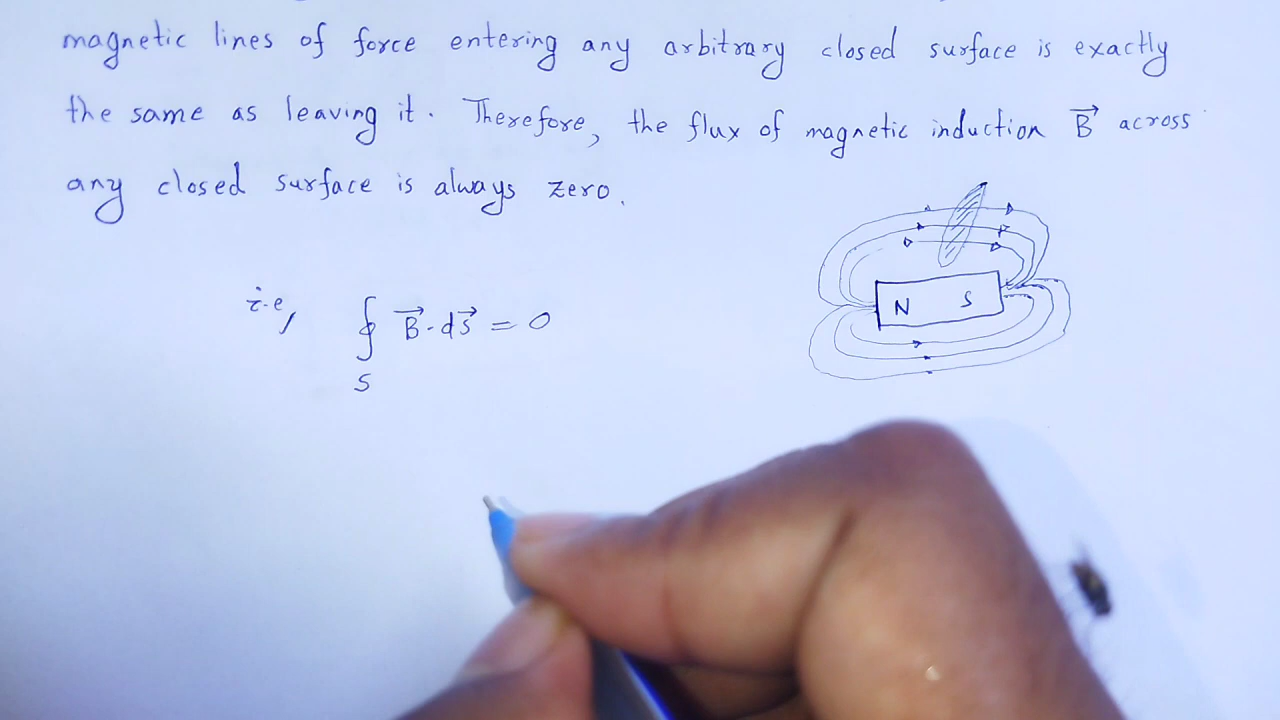 magnetic lines of force entering any arbitrary closed surface is exactly
the same as leaving it. Therefore, the flux of magnetic induction B⃗ across
any closed surface is always zero.
i.e, ∮ B⃗·dS⃗ = 0
S
N S